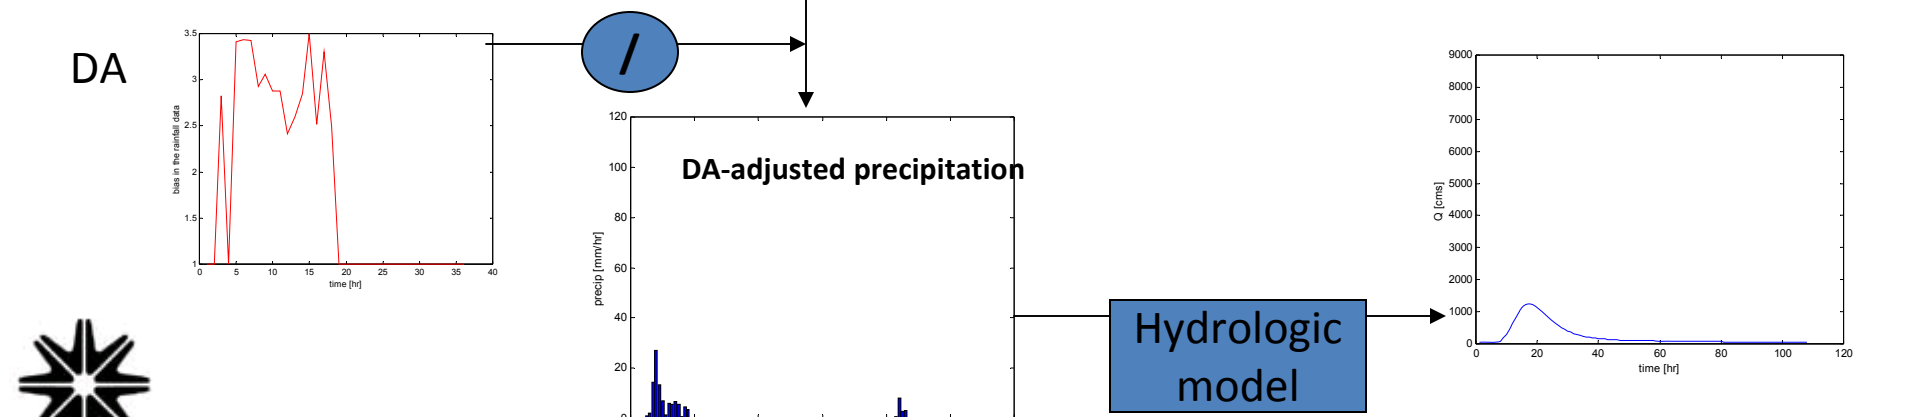 DA
3.5
3
2.5
2
1.5
1
bias in the rainfall data
0 5 10 15 20 25 30 35 40
time [hr]
/
120
100
80
60
40
20
0
precip [mm/hr]
DA-adjusted precipitation
Hydrologic
model
9000
8000
7000
6000
5000
4000
3000
2000
1000
0
Q [cms]
0 20 40 60 80 100 120
time [hr]